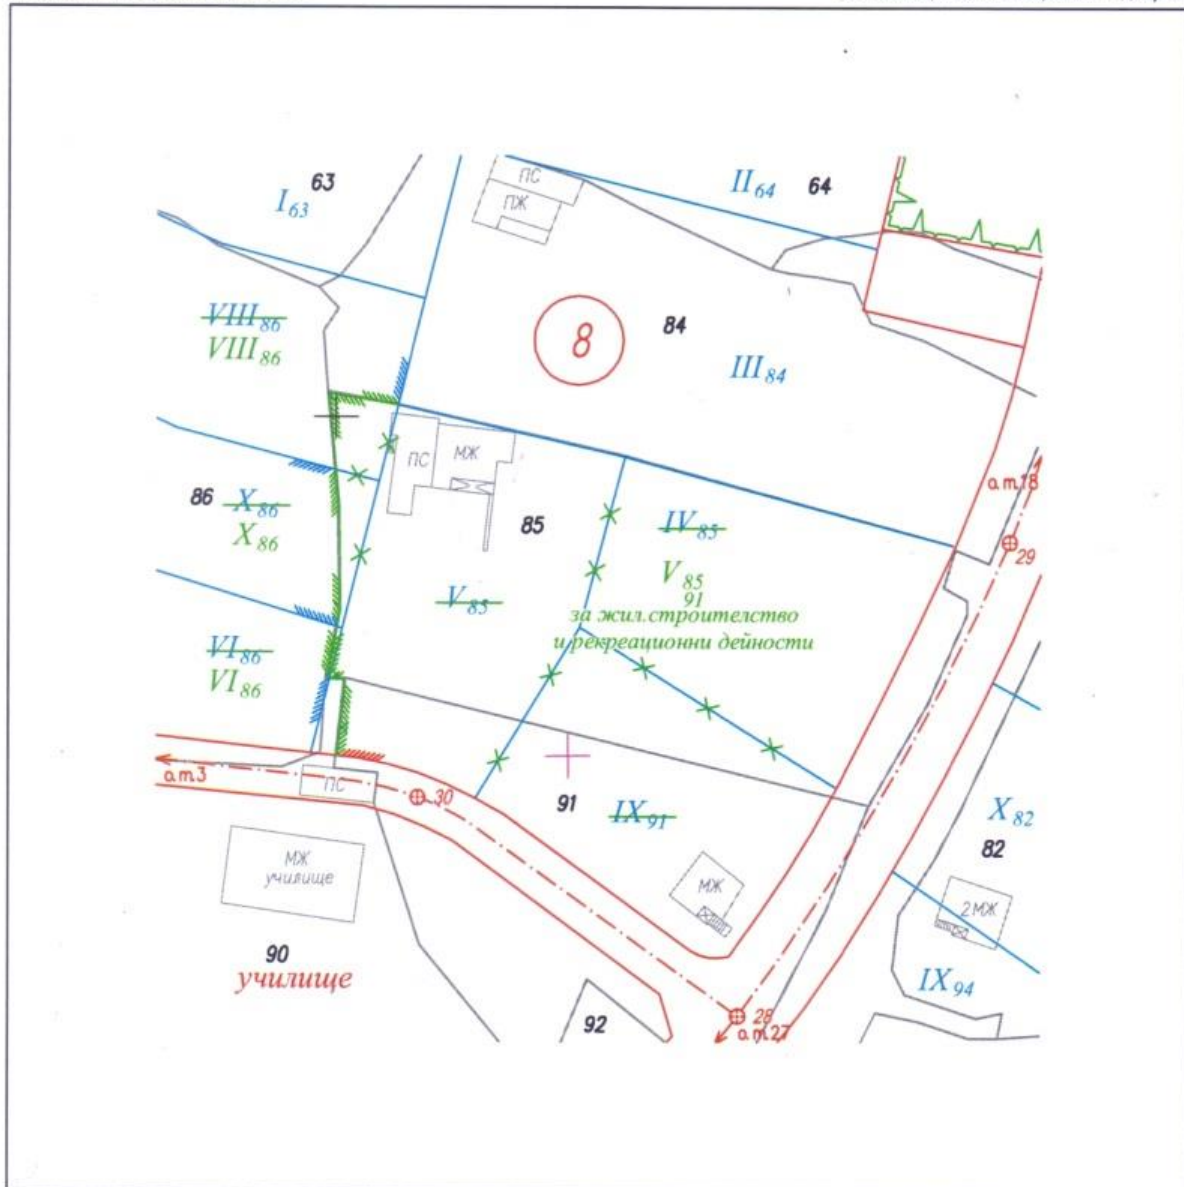 63
I63
ПС
ПЖ
II64 64
VIII86
VIII86
8
84
III84
ПС
МЖ
86 X86
X86
85
IV85
V85
91
за жил.строителство
и рекреационни дейности
V85
о.т.18
29
VI86
VI86
о.т.3
ПС
30
91
IX91
МЖ
МЖ
училище
X82
82
2МЖ
90
училище
IX94
92
28
о.т.27